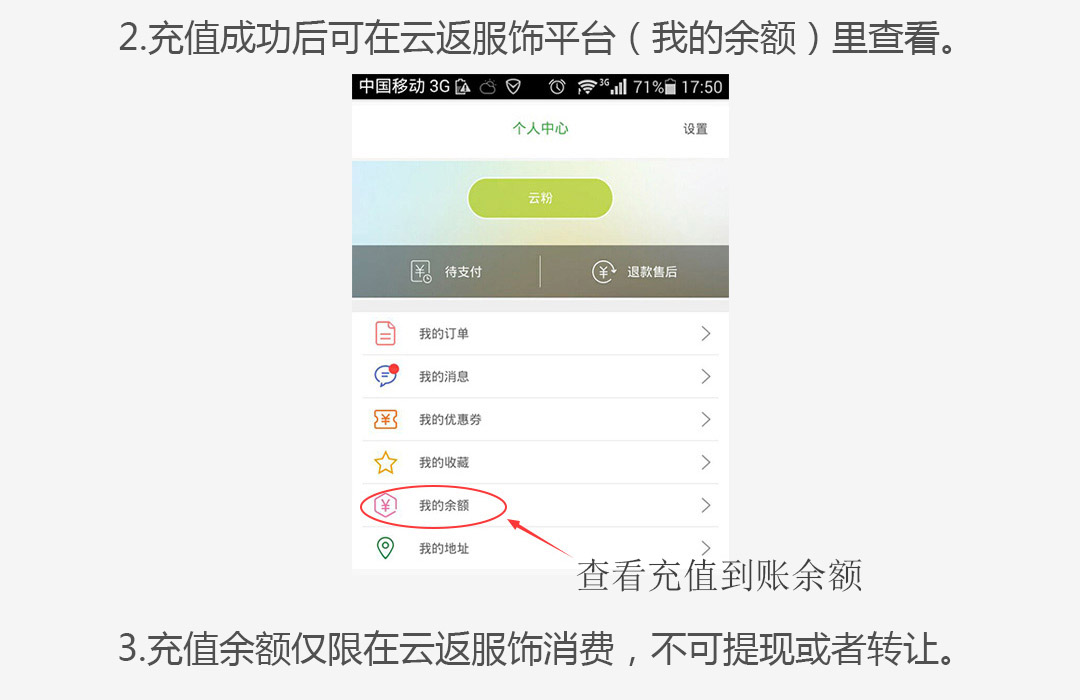 2.充值成功后可在云返服饰平台（我的余额）里查看。
中国移动 3G 3G 71% 17:50
个人中心 设置
云粉
待支付 退款售后
我的订单
我的消息
我的优惠券
我的收藏
我的余额
我的地址
查看充值到账余额
3.充值余额仅限在云返服饰消费，不可提现或者转让。